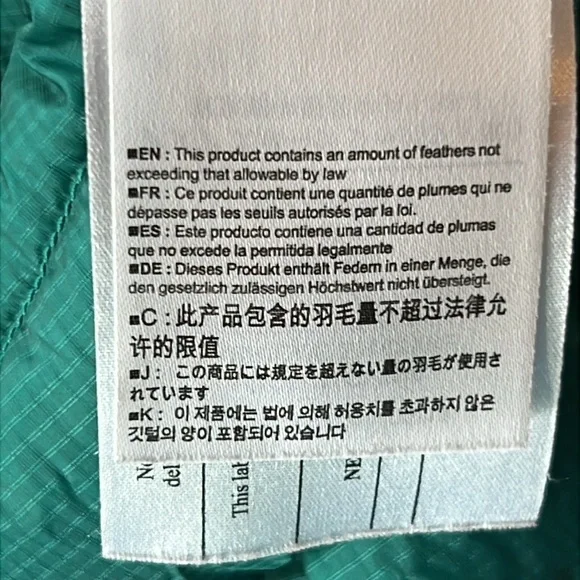 ■EN : This product contains an amount of feathers not
exceeding that allowable by law
■FR : Ce produit contient une quantité de plumes qui ne
dépasse pas les seuils autorisés par la loi.
■ES : Este producto contiene una cantidad de plumas
que no excede la permitida legalmente
■DE : Dieses Produkt enthält Federn in einer Menge, die
den gesetzlich zulässigen Höchstwert nicht übersteigt.
■C : 此产品包含的羽毛量不超过法律允
许的限值
■J : この商品には規定を超えない量の羽毛が使用さ
れています
■K : 이 제품에는 법에 의해 허용치를 초과하지 않은
깃털의 양이 포함되어 있습니다
This